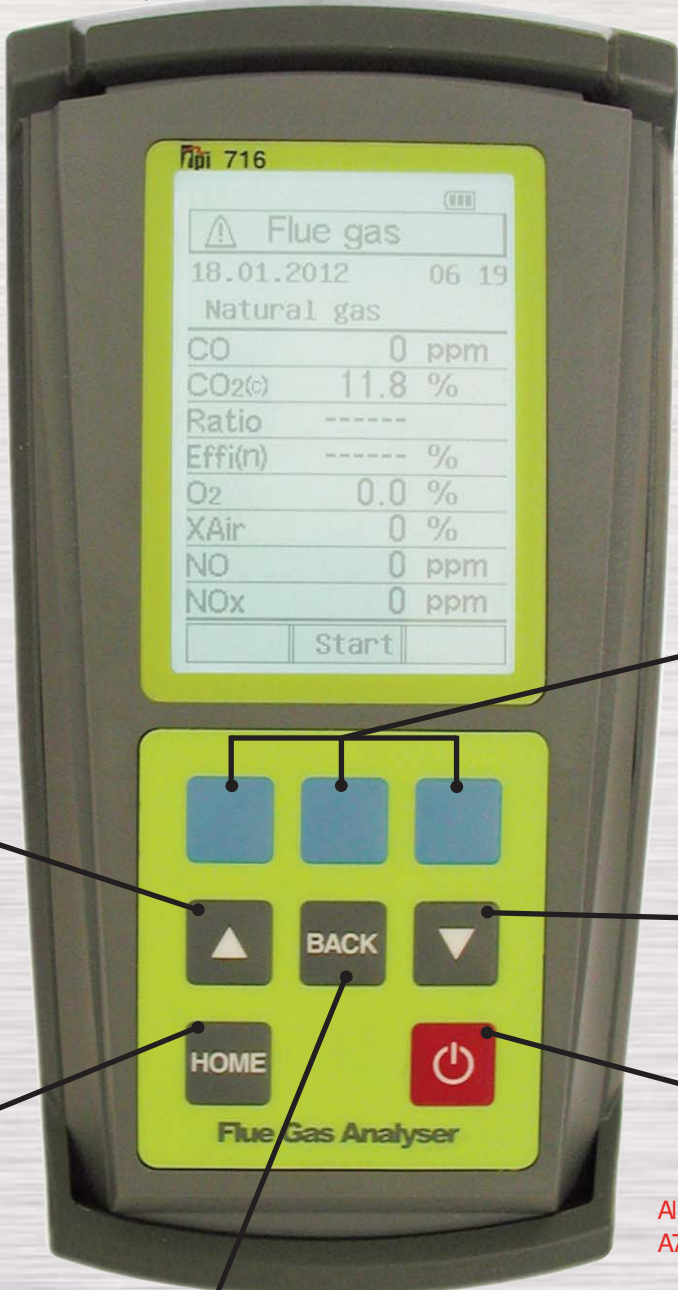 tpi 716
Flue gas
18.01.2012 06 19
Natural gas
CO 0 ppm
CO2(c) 11.8 %
Ratio ------
Effi(n) ------ %
O2 0.0 %
XAir 0 %
NO 0 ppm
NOx 0 ppm
Start
BACK
HOME
Flue Gas Analyser